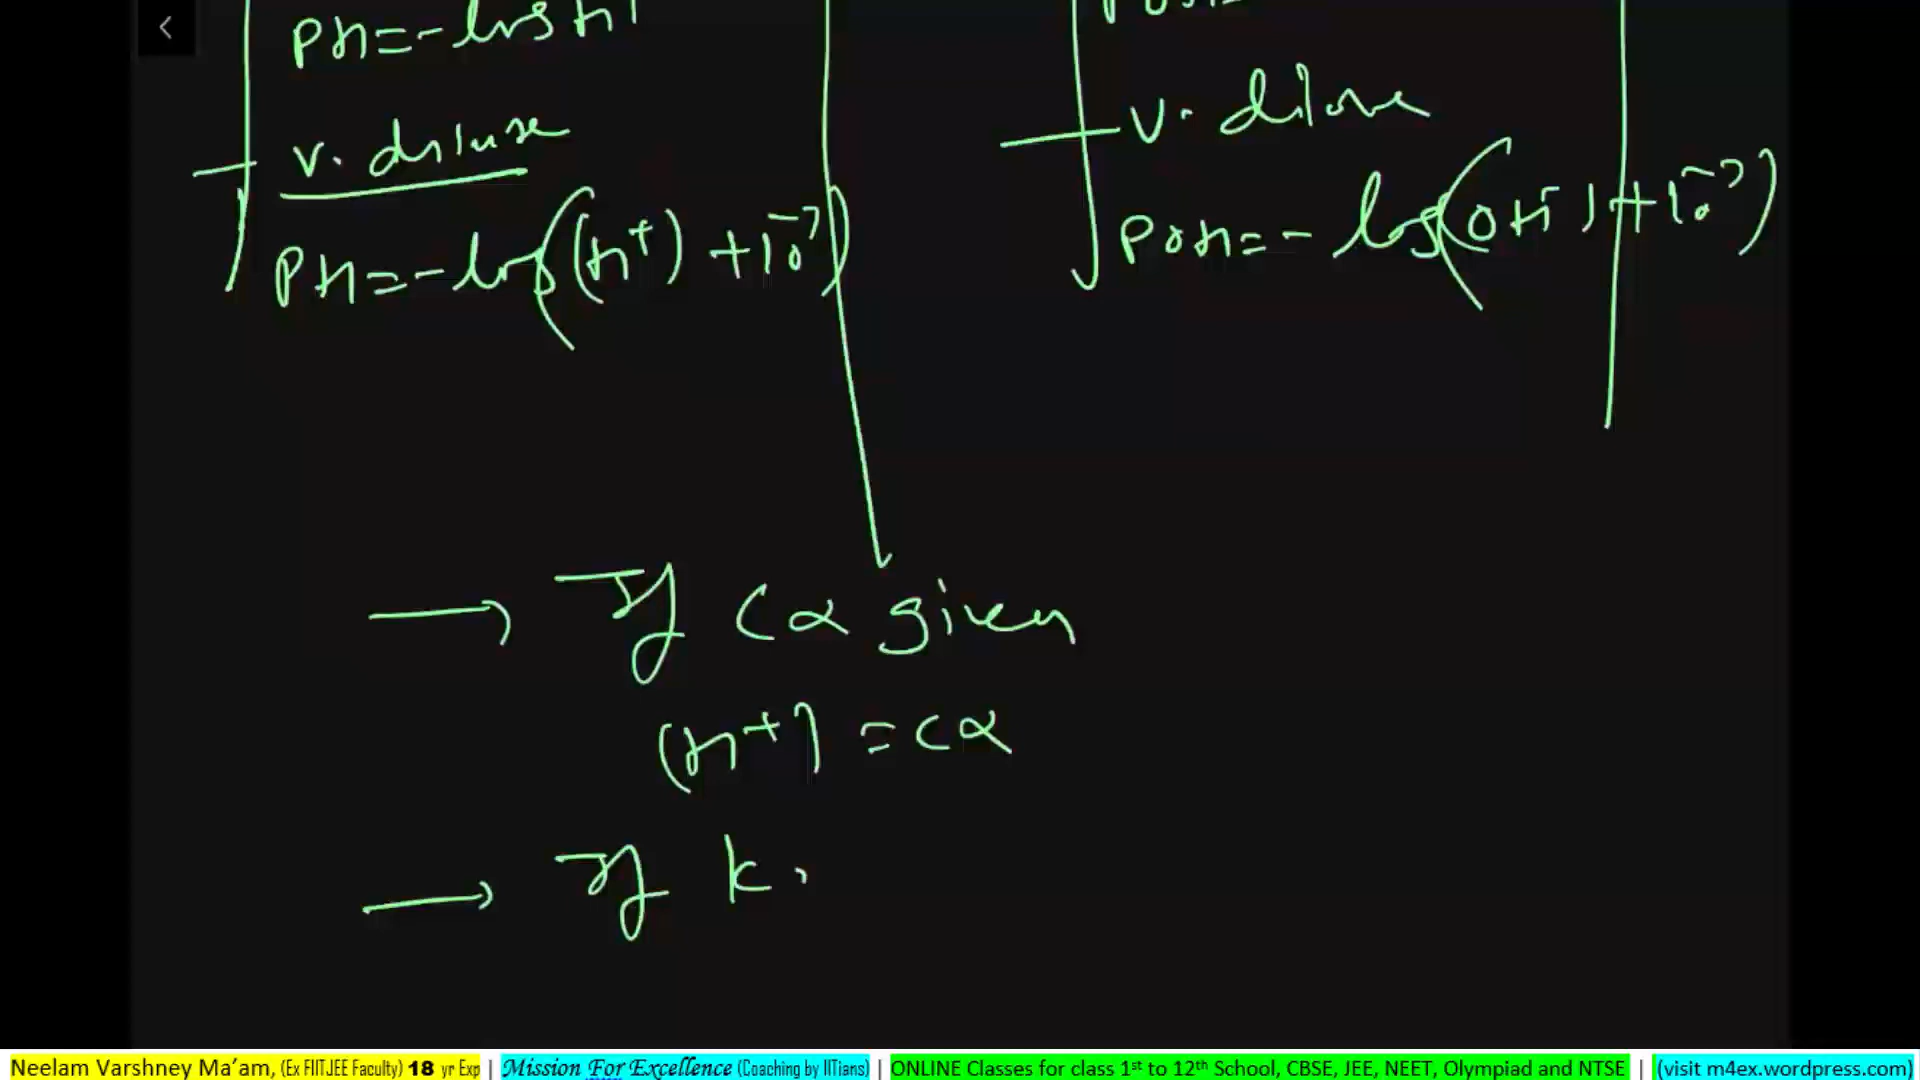 PH=-log H+
V. dilute
PH=-log((H+) + 10^-7)
POH=
V. dilute
POH=- log(OH-) + 10^-7)
→ If Cα given
(H+) = Cα
→ If k.
Neelam Varshney Ma’am, (Ex FIITJEE Faculty) 18 yr Exp | Mission For Excellence (Coaching by IITians) | ONLINE Classes for class 1st to 12th School, CBSE, JEE, NEET, Olympiad and NTSE | (visit m4ex.wordpress.com)